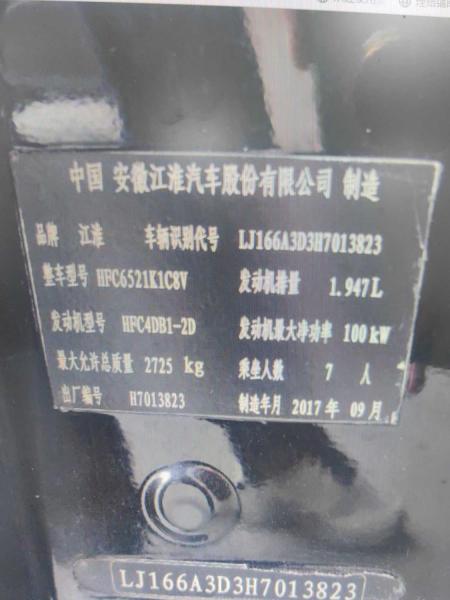 中国 安徽江淮汽车股份有限公司 制造
品牌 江淮 车辆识别代号 LJ166A3D3H7013823
整车型号 HFC6521K1C8V 发动机排量 1.947L
发动机型号 HFC4DB1-2D 发动机最大净功率 100kW
最大允许总质量 2725 kg 乘坐人数 7 人
出厂编号 H7013823 制造年月 2017 年 09 月
LJ166A3D3H7013823